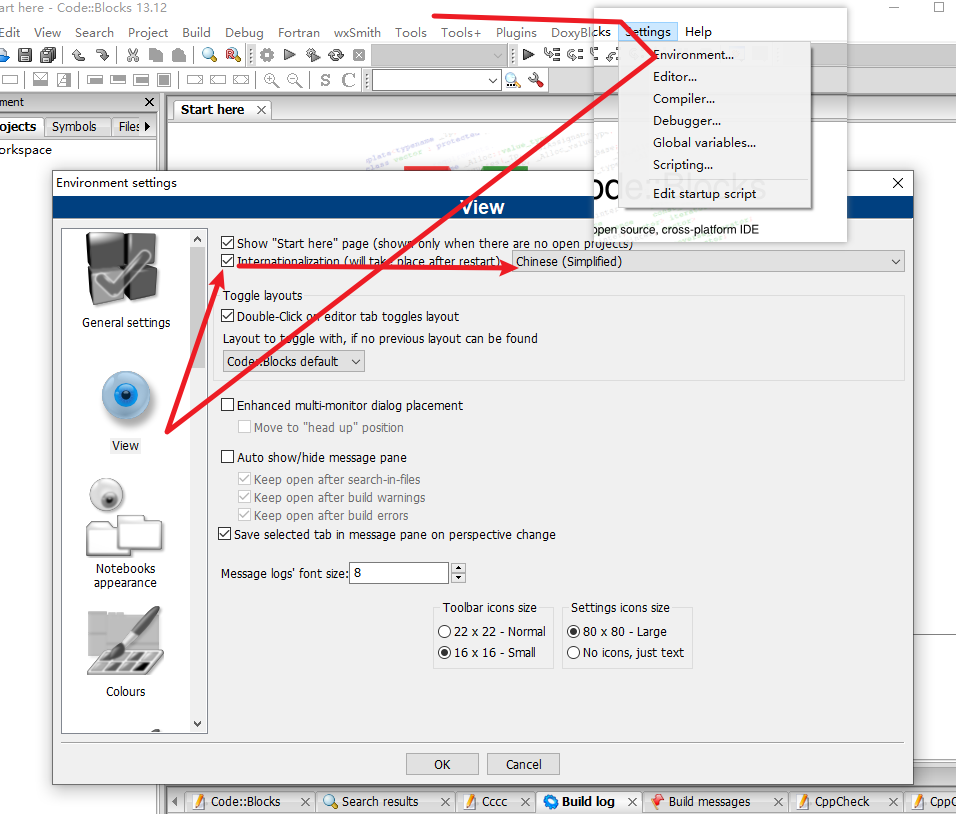 art here - Code::Blocks 13.12
Edit View Search Project Build Debug Fortran wxSmith Tools Tools+ Plugins DoxyBlocks Settings Help
Environment...
Editor...
Compiler...
Debugger...
Global variables...
Scripting...
Edit startup script
ment
ojects Symbols Files
orkspace
Start here
ode::Blocks
open source, cross-platform IDE
Environment settings
View
General settings
View
Notebooks
appearance
Colours
Show "Start here" page (shown only when there are no open projects)
Internationalization (will take place after restart) Chinese (Simplified)
Toggle layouts
Double-Click on editor tab toggles layout
Layout to toggle with, if no previous layout can be found
Code::Blocks default
Enhanced multi-monitor dialog placement
Move to "head up" position
Auto show/hide message pane
Keep open after search-in-files
Keep open after build warnings
Keep open after build errors
Save selected tab in message pane on perspective change
Message logs' font size: 8
Toolbar icons size
22 x 22 - Normal
16 x 16 - Small
Settings icons size
80 x 80 - Large
No icons, just text
OK Cancel
Code::Blocks Search results Cccc Build log Build messages CppCheck CppC